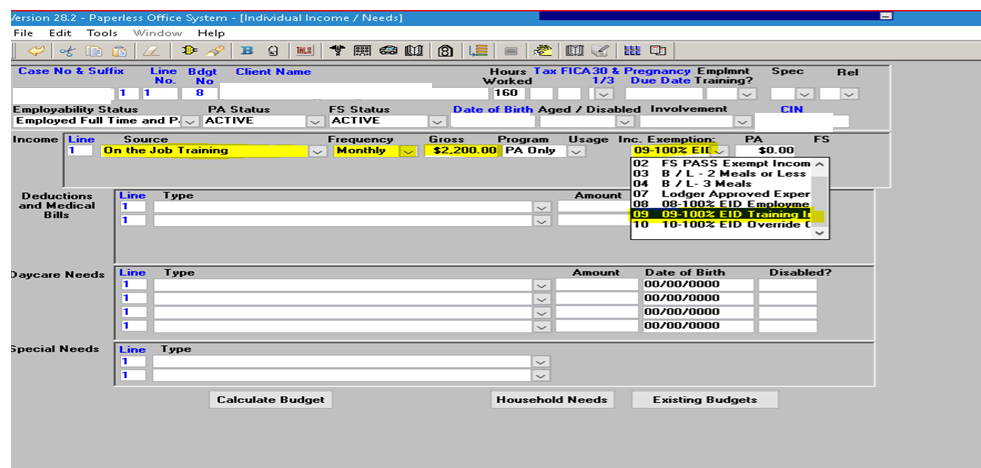 Version 28.2 - Paperless Office System - [Individual Income / Needs]
File Edit Tools Window Help
Case No & Suffix Line No. Bdgt No Client Name Hours Worked Tax FICA 30 & 1/3 Pregnancy Due Date Emplmnt Training? Spec Rel
1 1 8 160
Employability Status PA Status FS Status Date of Birth Aged / Disabled Involvement CIN
Employed Full Time and P. ACTIVE ACTIVE
Income Line Source Frequency Gross Program Usage Inc. Exemption: PA FS
1 On the Job Training Monthly $2,200.00 PA Only 09-100% EID $0.00
02 FS PASS Exempt Incom
03 B / L - 2 Meals or Less
04 B / L- 3 Meals
07 Lodger Approved Exper
08 08-100% EID Employme
09 09-100% EID Training I
10 10-100% EID Override
Deductions and Medical Bills Line Type Amount
1
1
Daycare Needs Line Type Amount Date of Birth Disabled?
1 00/00/0000
1 00/00/0000
1 00/00/0000
1 00/00/0000
Special Needs Line Type
1
1
Calculate Budget Household Needs Existing Budgets